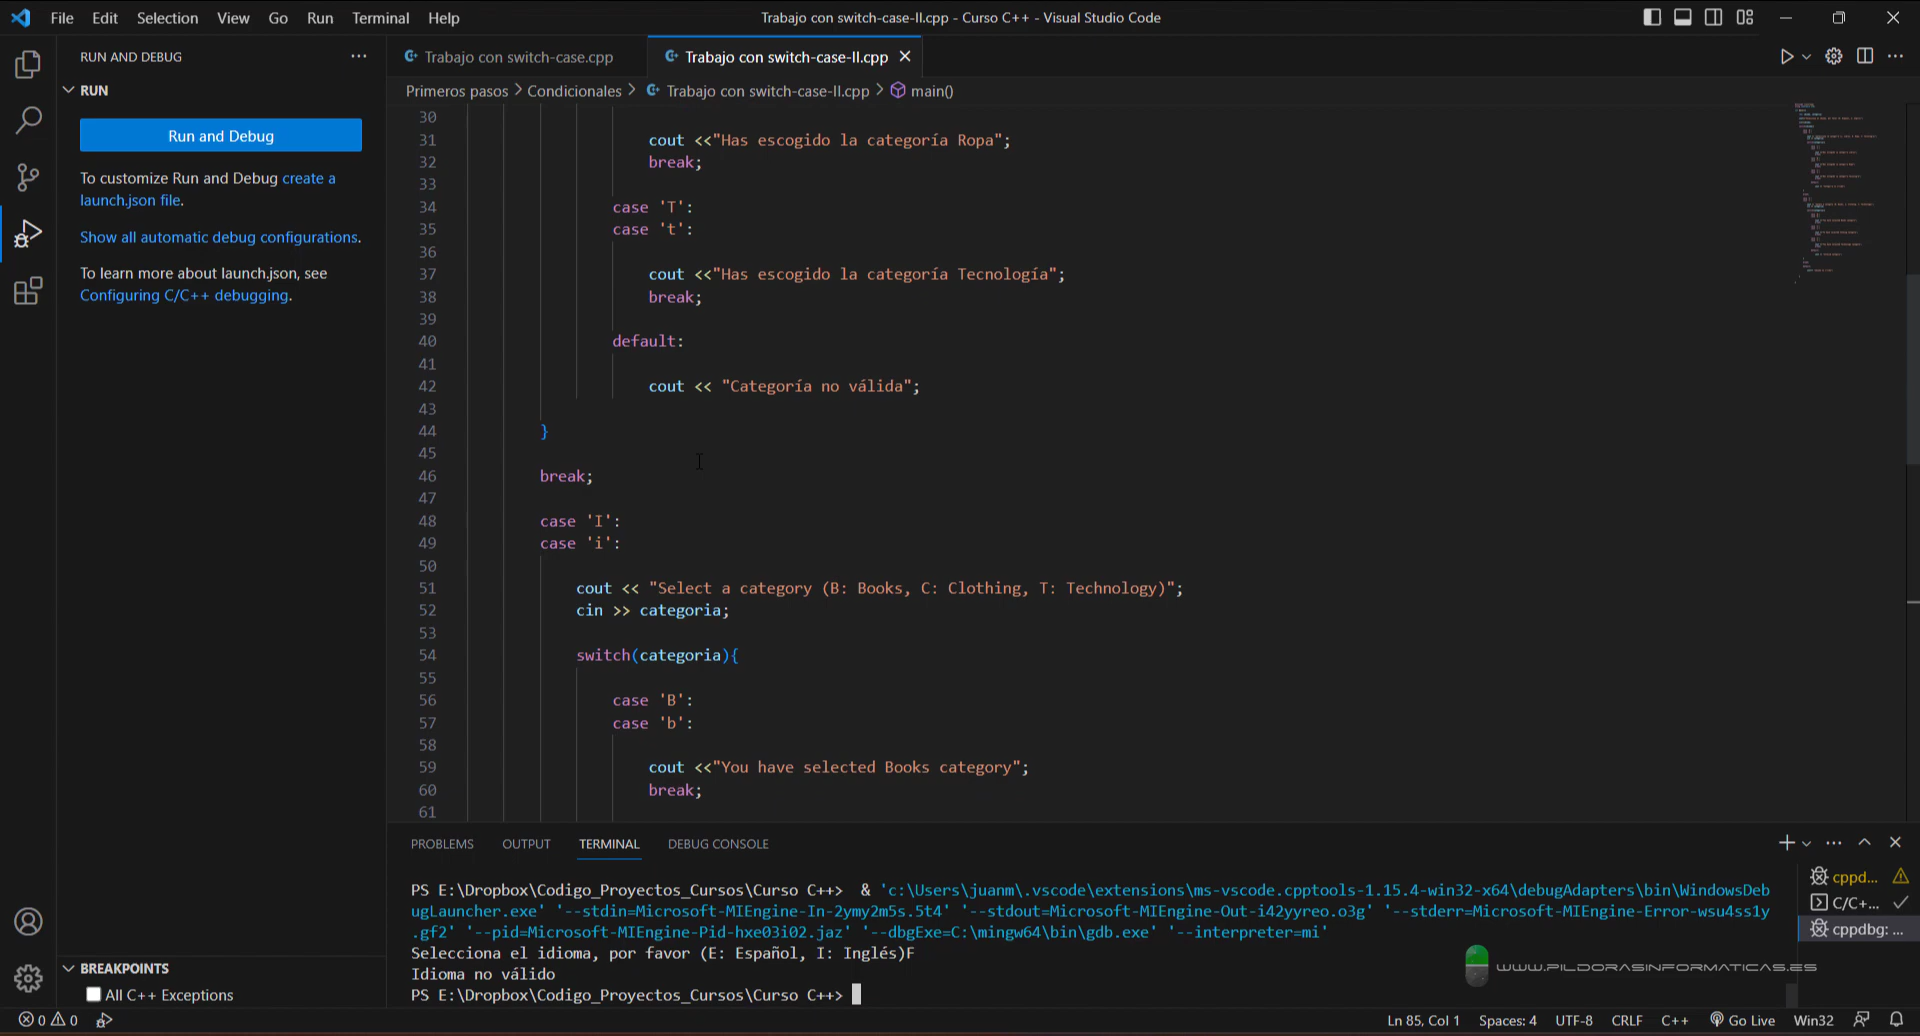 File Edit Selection View Go Run Terminal Help
Trabajo con switch-case-II.cpp - Curso C++ - Visual Studio Code
RUN AND DEBUG
RUN
Run and Debug
To customize Run and Debug create a
launch.json file.
Show all automatic debug configurations.
To learn more about launch.json, see
Configuring C/C++ debugging.
BREAKPOINTS
All C++ Exceptions
Trabajo con switch-case.cpp
Trabajo con switch-case-II.cpp
Primeros pasos > Condicionales > Trabajo con switch-case-II.cpp > main()
30
31 cout <<"Has escogido la categoría Ropa";
32 break;
33
34 case 'T':
35 case 't':
36
37 cout <<"Has escogido la categoría Tecnología";
38 break;
39
40 default:
41
42 cout << "Categoría no válida";
43
44 }
45
46 break;
47
48 case 'I':
49 case 'i':
50
51 cout << "Select a category (B: Books, C: Clothing, T: Technology)";
52 cin >> categoria;
53
54 switch(categoria){
55
56 case 'B':
57 case 'b':
58
59 cout <<"You have selected Books category";
60 break;
61
PROBLEMS OUTPUT TERMINAL DEBUG CONSOLE
PS E:\Dropbox\Codigo_Proyectos_Cursos\Curso C++> & 'c:\Users\juanm\.vscode\extensions\ms-vscode.cpptools-1.15.4-win32-x64\debugAdapters\bin\WindowsDeb
ugLauncher.exe' '--stdin=Microsoft-MIEngine-In-2ymy2m5s.5t4' '--stdout=Microsoft-MIEngine-Out-i42yyreo.o3g' '--stderr=Microsoft-MIEngine-Error-wsu4ss1y
.gf2' '--pid=Microsoft-MIEngine-Pid-hxe03i02.jaz' '--dbgExe=C:\mingw64\bin\gdb.exe' '--interpreter=mi'
Selecciona el idioma, por favor (E: Español, I: Inglés)F
Idioma no válido
PS E:\Dropbox\Codigo_Proyectos_Cursos\Curso C++>
cppd...
C/C+...
cppdbg: ...
WWW.PILDORASINFORMATICAS.ES
0 0
Ln 85, Col 1 Spaces: 4 UTF-8 CRLF C++ Go Live Win32